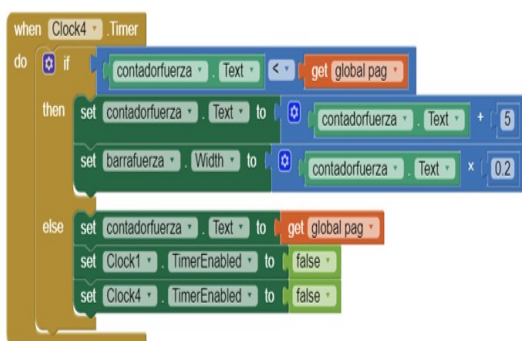 when Clock4 .Timer
do if contadorfuerza . Text < get global pag
then set contadorfuerza . Text to contadorfuerza . Text + 5
set barrafuerza . Width to contadorfuerza . Text × 0.2
else set contadorfuerza . Text to get global pag
set Clock1 . TimerEnabled to false
set Clock4 . TimerEnabled to false